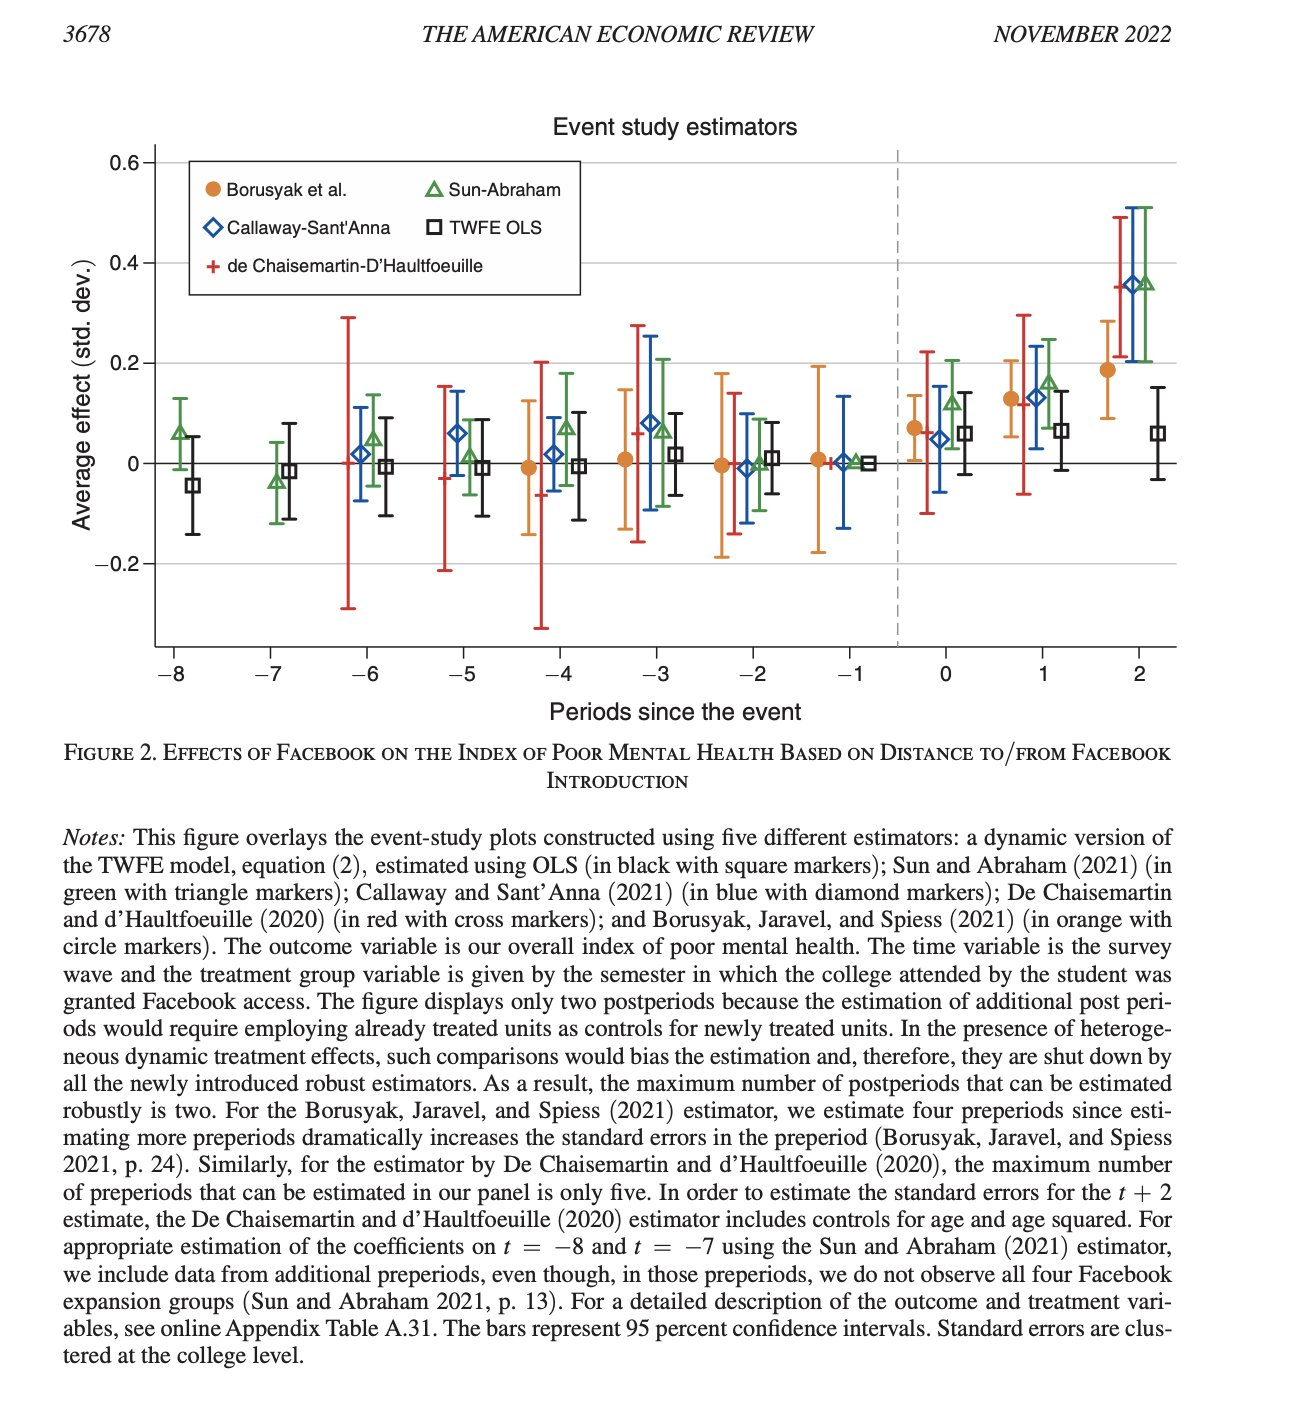 3678 THE AMERICAN ECONOMIC REVIEW NOVEMBER 2022
Event study estimators
Borusyak et al. Sun-Abraham
Callaway-Sant'Anna TWFE OLS
de Chaisemartin-D’Haultfoeuille
Average effect (std. dev.)
0.6
0.4
0.2
0
−0.2
−8 −7 −6 −5 −4 −3 −2 −1 0 1 2
Periods since the event
Figure 2. Effects of Facebook on the Index of Poor Mental Health Based on Distance to/from Facebook
Introduction
Notes: This figure overlays the event-study plots constructed using five different estimators: a dynamic version of
the TWFE model, equation (2), estimated using OLS (in black with square markers); Sun and Abraham (2021) (in
green with triangle markers); Callaway and Sant’Anna (2021) (in blue with diamond markers); De Chaisemartin
and d’Haultfoeuille (2020) (in red with cross markers); and Borusyak, Jaravel, and Spiess (2021) (in orange with
circle markers). The outcome variable is our overall index of poor mental health. The time variable is the survey
wave and the treatment group variable is given by the semester in which the college attended by the student was
granted Facebook access. The figure displays only two postperiods because the estimation of additional post peri-
ods would require employing already treated units as controls for newly treated units. In the presence of heteroge-
neous dynamic treatment effects, such comparisons would bias the estimation and, therefore, they are shut down by
all the newly introduced robust estimators. As a result, the maximum number of postperiods that can be estimated
robustly is two. For the Borusyak, Jaravel, and Spiess (2021) estimator, we estimate four preperiods since esti-
mating more preperiods dramatically increases the standard errors in the preperiod (Borusyak, Jaravel, and Spiess
2021, p. 24). Similarly, for the estimator by De Chaisemartin and d’Haultfoeuille (2020), the maximum number
of preperiods that can be estimated in our panel is only five. In order to estimate the standard errors for the t + 2
estimate, the De Chaisemartin and d’Haultfoeuille (2020) estimator includes controls for age and age squared. For
appropriate estimation of the coefficients on t = −8 and t = −7 using the Sun and Abraham (2021) estimator,
we include data from additional preperiods, even though, in those preperiods, we do not observe all four Facebook
expansion groups (Sun and Abraham 2021, p. 13). For a detailed description of the outcome and treatment vari-
ables, see online Appendix Table A.31. The bars represent 95 percent confidence intervals. Standard errors are clus-
tered at the college level.